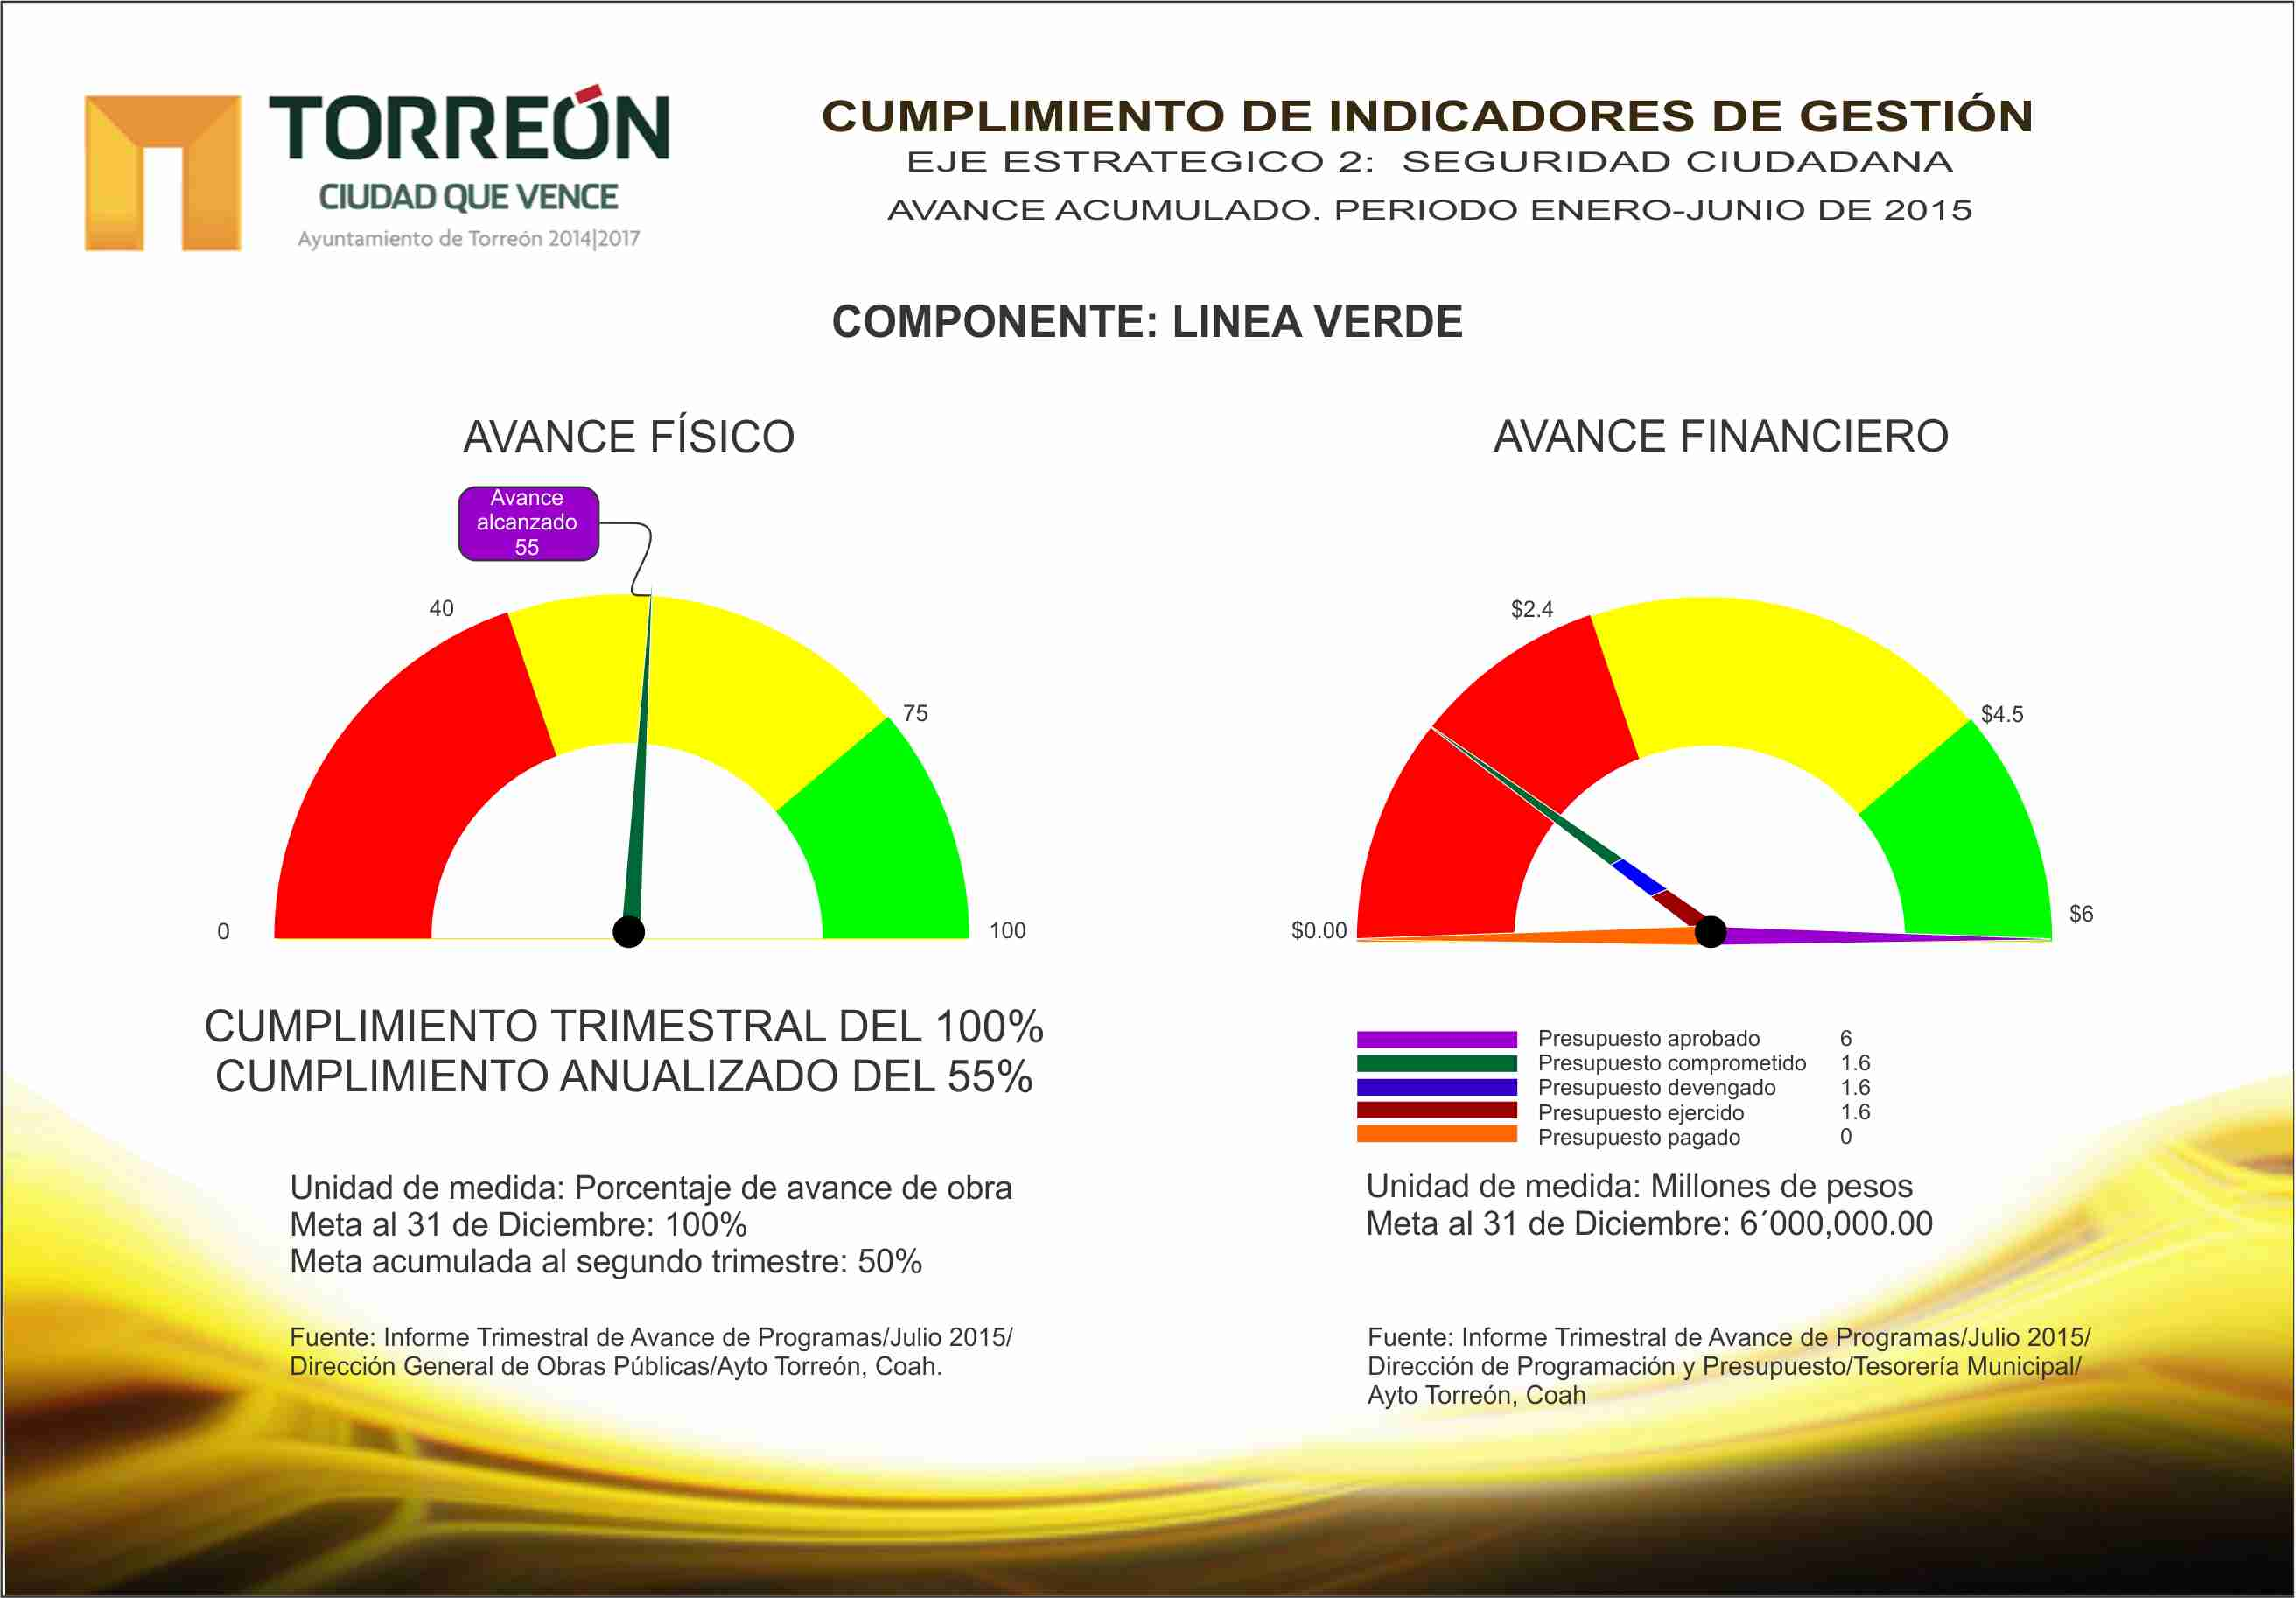 TORREÓN
CIUDAD QUE VENCE
Ayuntamiento de Torreón 2014|2017
CUMPLIMIENTO DE INDICADORES DE GESTIÓN
EJE ESTRATEGICO 2: SEGURIDAD CIUDADANA
AVANCE ACUMULADO. PERIODO ENERO-JUNIO DE 2015
COMPONENTE: LINEA VERDE
AVANCE FÍSICO
Avance
alcanzado
55
40
75
0
100
CUMPLIMIENTO TRIMESTRAL DEL 100%
CUMPLIMIENTO ANUALIZADO DEL 55%
Unidad de medida: Porcentaje de avance de obra
Meta al 31 de Diciembre: 100%
Meta acumulada al segundo trimestre: 50%
Fuente: Informe Trimestral de Avance de Programas/Julio 2015/
Dirección General de Obras Públicas/Ayto Torreón, Coah.
AVANCE FINANCIERO
$2.4
$4.5
$0.00
$6
Presupuesto aprobado 6
Presupuesto comprometido 1.6
Presupuesto devengado 1.6
Presupuesto ejercido 1.6
Presupuesto pagado 0
Unidad de medida: Millones de pesos
Meta al 31 de Diciembre: 6´000,000.00
Fuente: Informe Trimestral de Avance de Programas/Julio 2015/
Dirección de Programación y Presupuesto/Tesorería Municipal/
Ayto Torreón, Coah